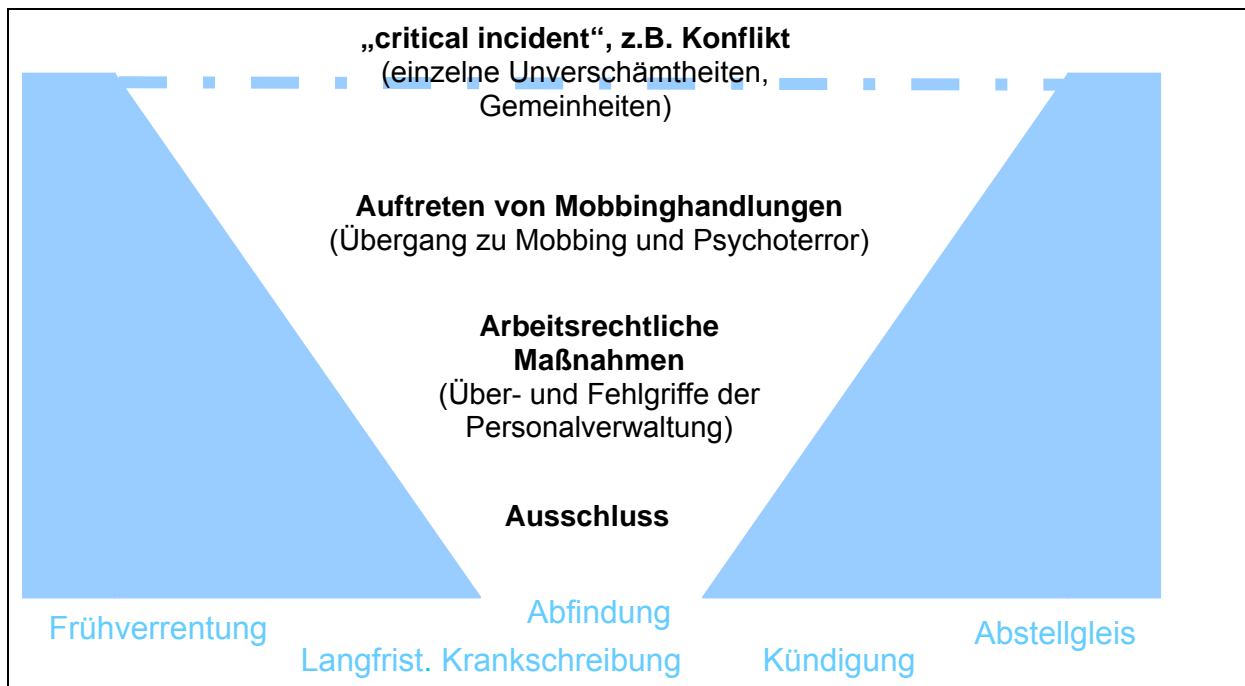 „critical incident“, z.B. Konflikt
(einzelne Unverschämtheiten,
Gemeinheiten)
Auftreten von Mobbinghandlungen
(Übergang zu Mobbing und Psychoterror)
Arbeitsrechtliche
Maßnahmen
(Über- und Fehlgriffe der
Personalverwaltung)
Ausschluss
Frühverrentung
Abfindung
Abstellgleis
Langfrist. Krankschreibung
Kündigung